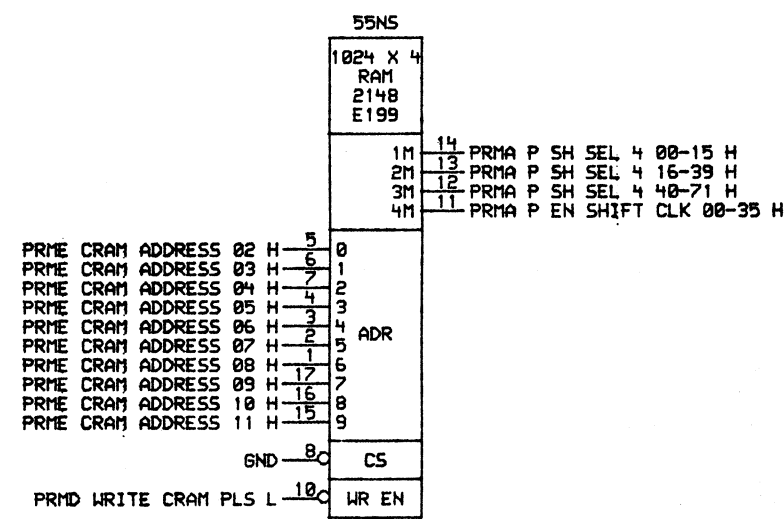 55NS
1024 X 4
RAM
2148
E199
1M 14 PRMA P SH SEL 4 00-15 H
2M 13 PRMA P SH SEL 4 16-39 H
3M 12 PRMA P SH SEL 4 40-71 H
4M 11 PRMA P EN SHIFT CLK 00-35 H
PRME CRAM ADDRESS 02 H 5 0
PRME CRAM ADDRESS 03 H 6 1
PRME CRAM ADDRESS 04 H 7 2
PRME CRAM ADDRESS 05 H 4 3
PRME CRAM ADDRESS 06 H 3 4
PRME CRAM ADDRESS 07 H 2 5
ADR
PRME CRAM ADDRESS 08 H 1 6
PRME CRAM ADDRESS 09 H 17 7
PRME CRAM ADDRESS 10 H 16 8
PRME CRAM ADDRESS 11 H 15 9
GND 8 CS
PRMD WRITE CRAM PLS L 10 WR EN